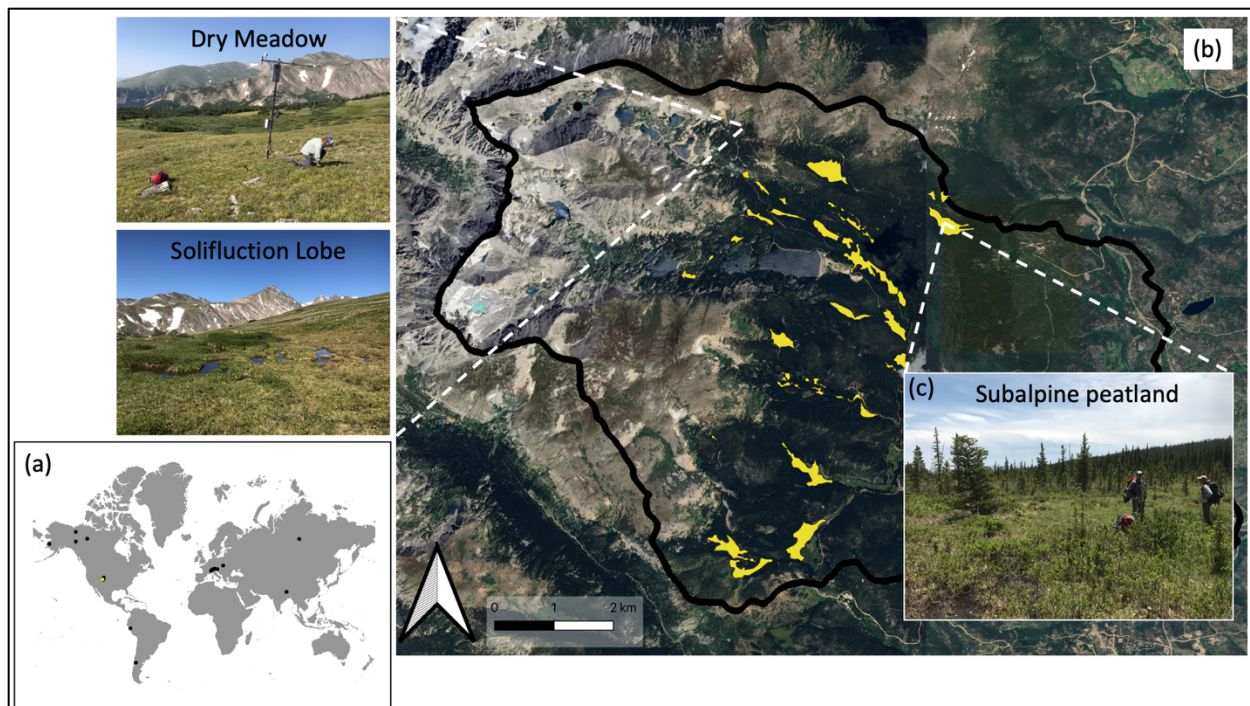 Dry Meadow
(b)
Solifluction Lobe
(c) Subalpine peatland
(a)
0 1 2 km